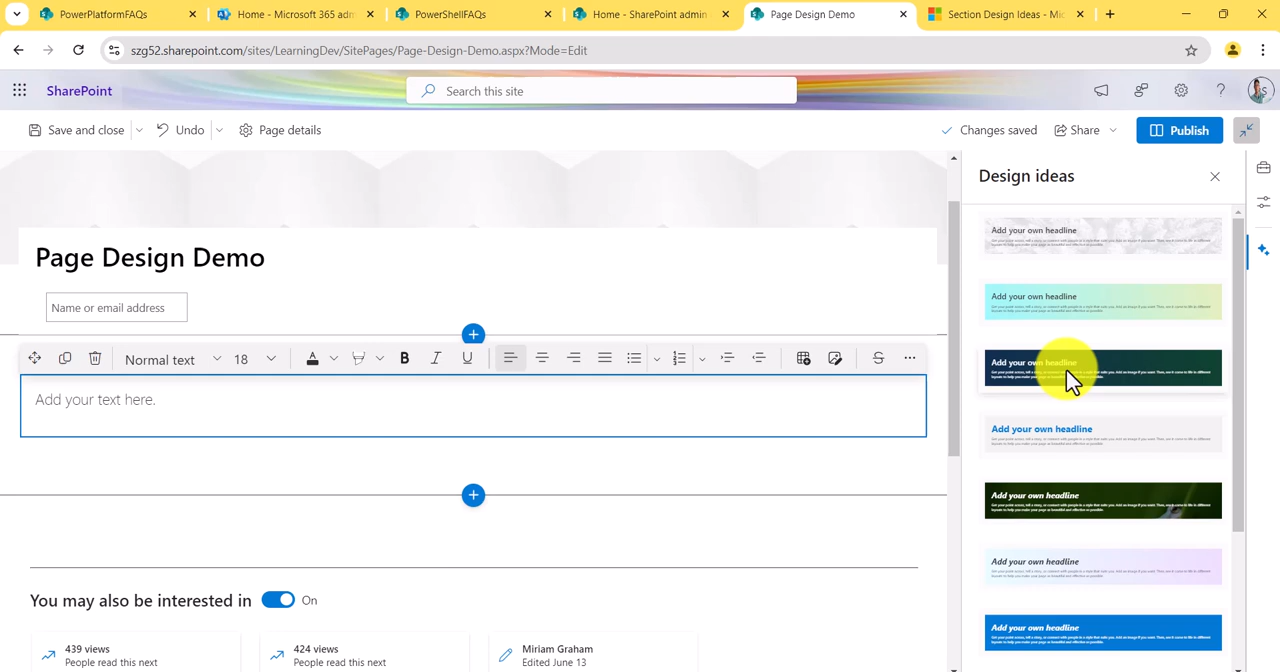 PowerPlatformFAQs
Home - Microsoft 365 adm
PowerShellFAQs
Home - SharePoint admin
Page Design Demo
Section Design Ideas - Mic
szg52.sharepoint.com/sites/LearningDev/SitePages/Page-Design-Demo.aspx?Mode=Edit
SharePoint
Search this site
Save and close
Undo
Page details
Changes saved
Share
Publish
Page Design Demo
Name or email address
Normal text
18
Add your text here.
You may also be interested in
On
439 views
People read this next
424 views
People read this next
Miriam Graham
Edited June 13
Design ideas
Add your own headline
Add your own headline
Add your own headline
Add your own headline
Add your own headline
Add your own headline
Add your own headline